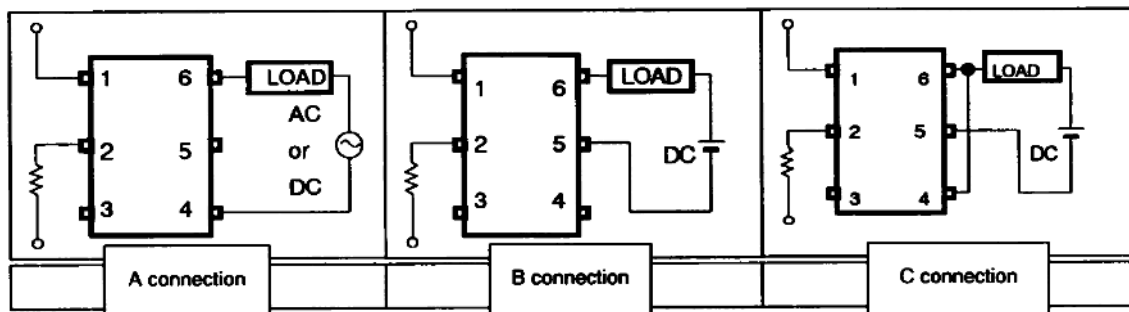 1 6 LOAD
AC
2 5 or
DC
3 4
A connection
1 6 LOAD
2 5 DC
3 4
B connection
1 6 LOAD
2 5 DC
3 4
C connection